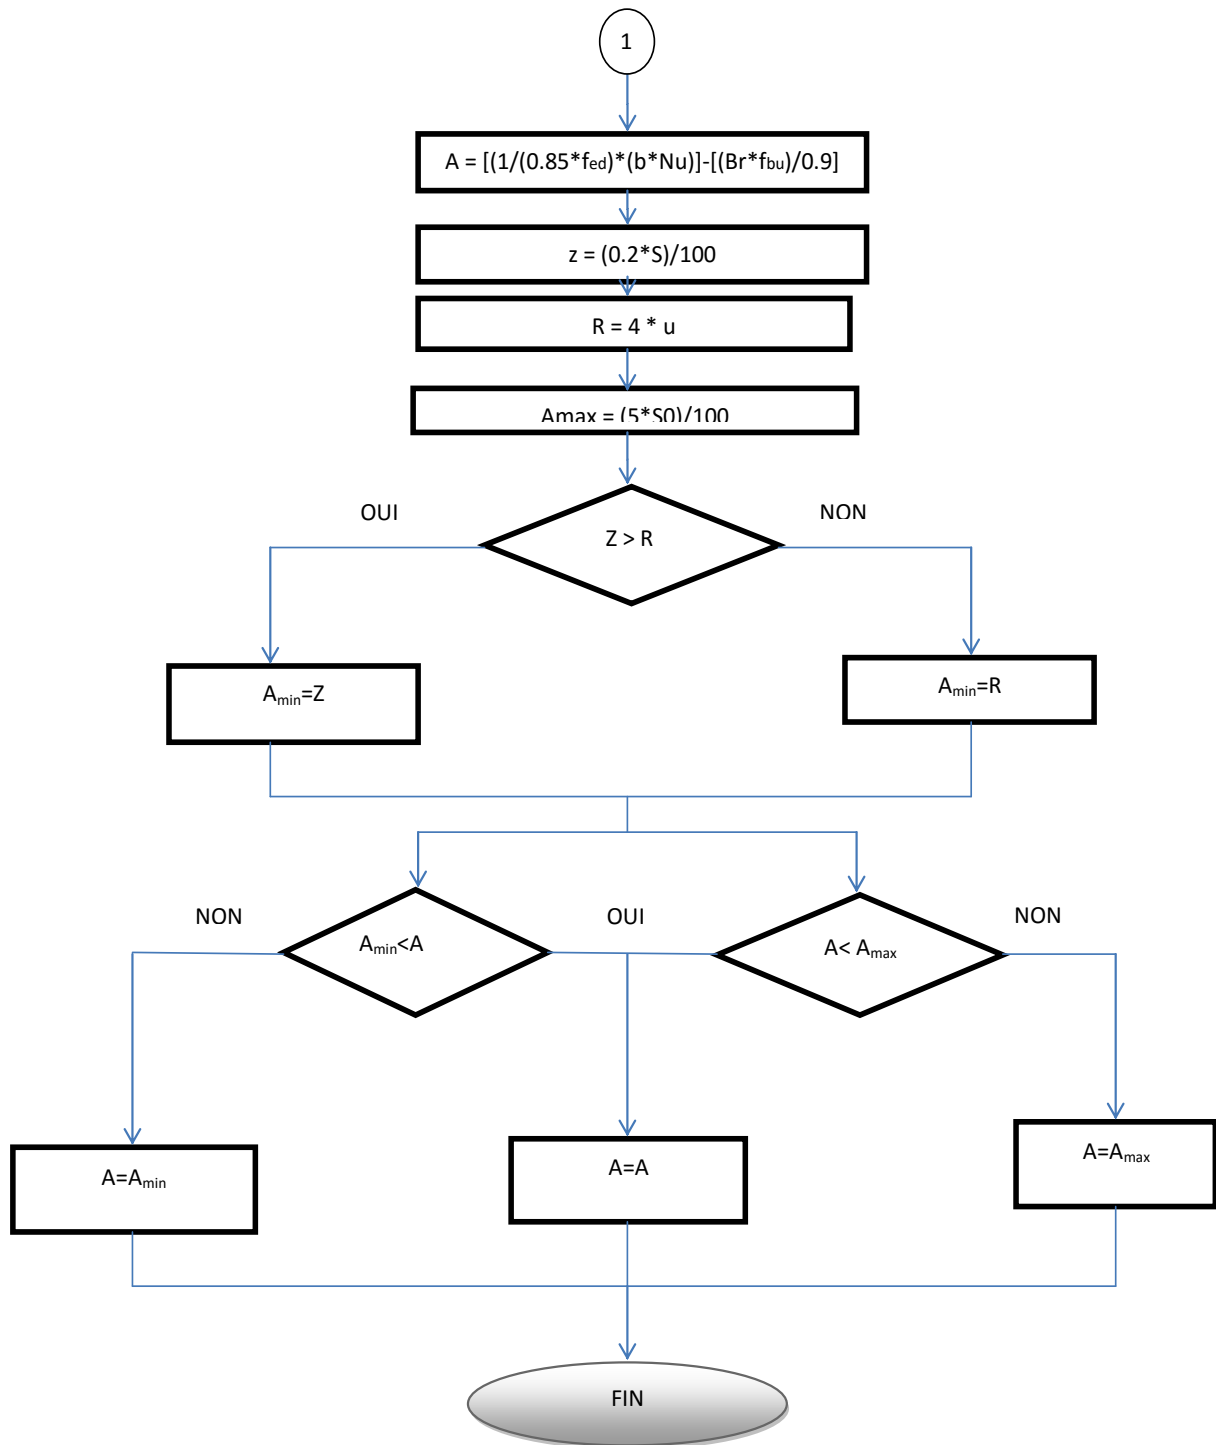 1
A = [(1/(0.85*fed)*(b*Nu)]-[(Br*fbu)/0.9]
z = (0.2*S)/100
R = 4 * u
Amax = (5*S0)/100
OUI
NON
Z > R
Amin=Z
Amin=R
NON
OUI
NON
Amin<A
A< Amax
A=Amin
A=A
A=Amax
FIN